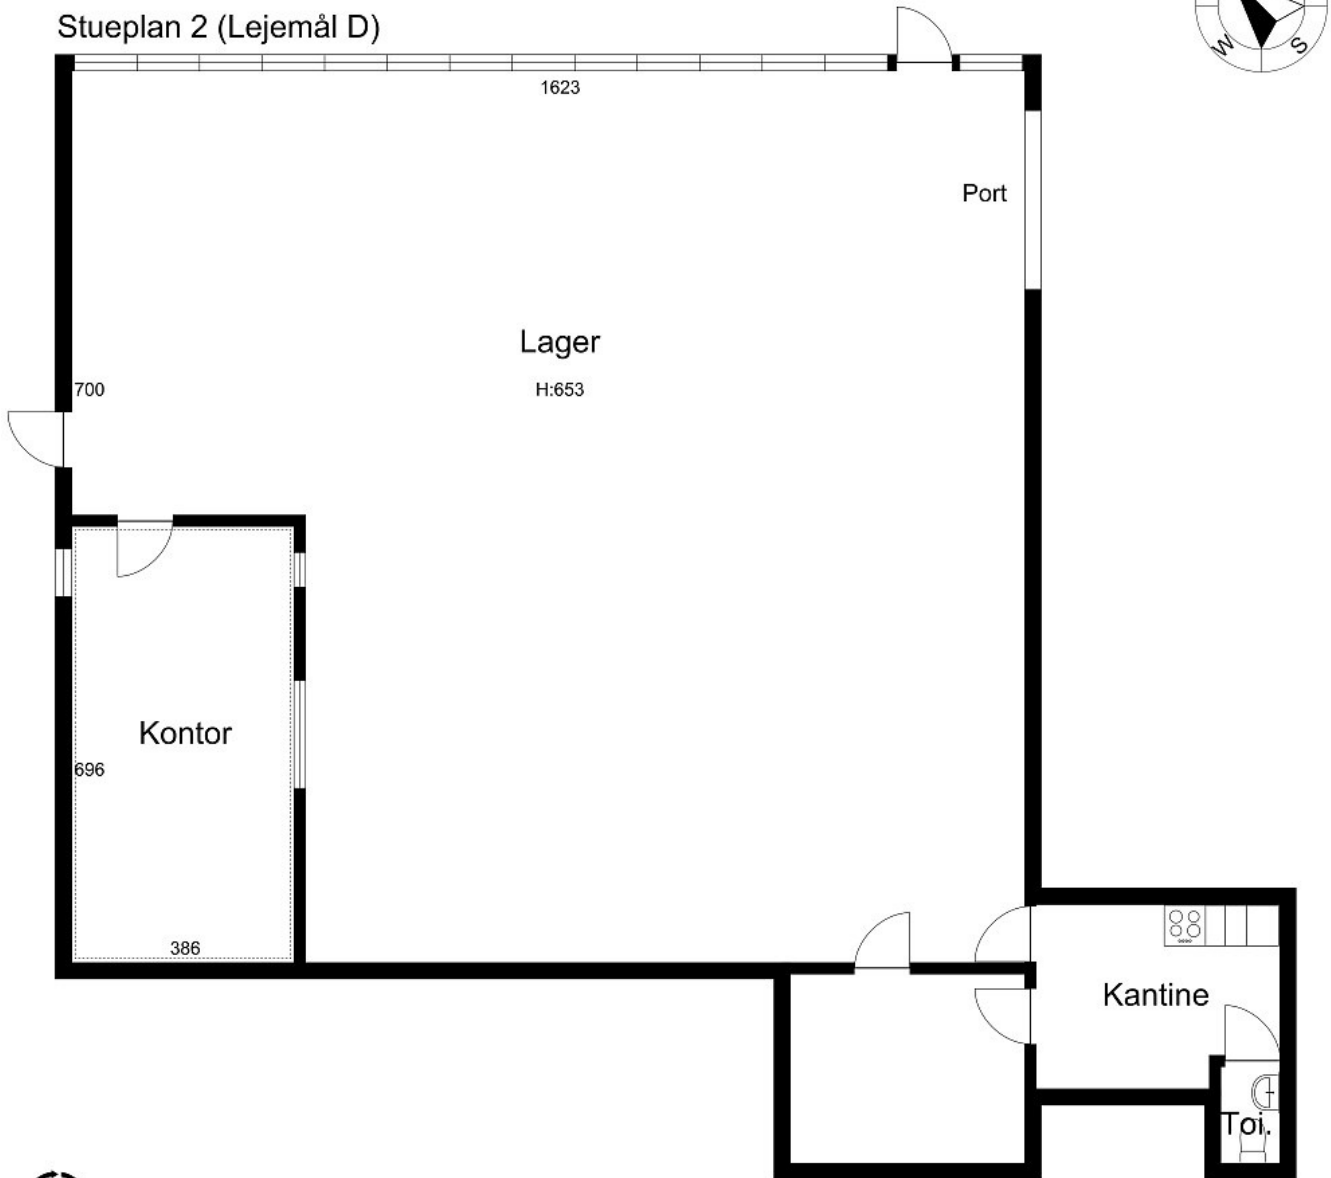 Stueplan 2 (Lejemål D)
W
S
1623
Port
Lager
700
H:653
Kontor
696
386
Kantine
Toi.